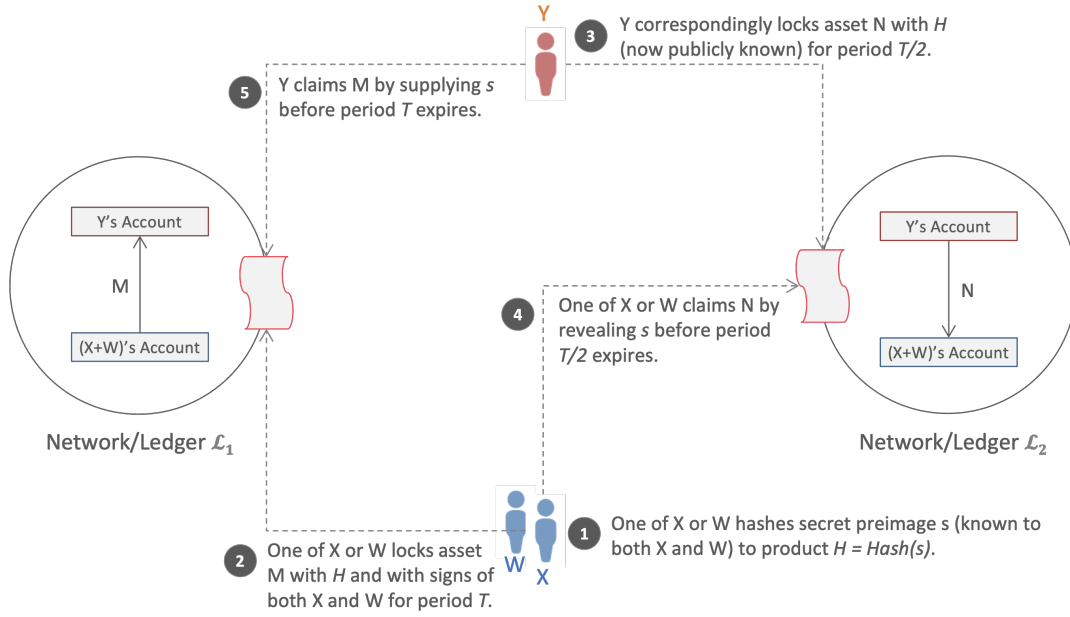 Y
3
Y correspondingly locks asset N with H
(now publicly known) for period T/2.
5
Y claims M by supplying s
before period T expires.
Y's Account
M
(X+W)'s Account
Network/Ledger ℒ1
Y's Account
N
(X+W)'s Account
Network/Ledger ℒ2
4
One of X or W claims N by
revealing s before period
T/2 expires.
W
X
1
One of X or W hashes secret preimage s (known to
both X and W) to product H = Hash(s).
2
One of X or W locks asset
M with H and with signs of
both X and W for period T.